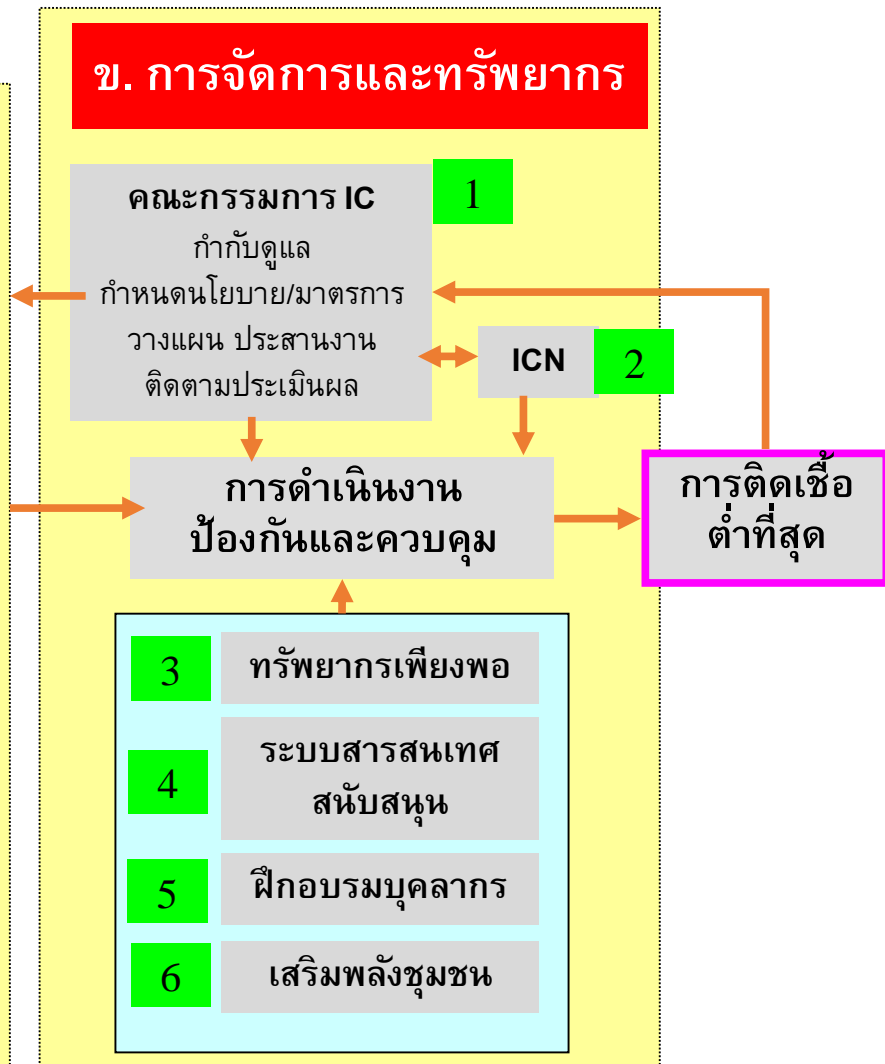 ข. การจัดการและทรัพยากร
คณะกรรมการ IC
1
กำกับดูแล
กำหนดนโยบาย/มาตรการ
วางแผน ประสานงาน
ติดตามประเมินผล
ICN
2
การดำเนินงาน
ป้องกันและควบคุม
การติดเชื้อ
ต่ำที่สุด
3
ทรัพยากรเพียงพอ
4
ระบบสารสนเทศ
สนับสนุน
5
ฝึกอบรมบุคลากร
6
เสริมพลังชุมชน